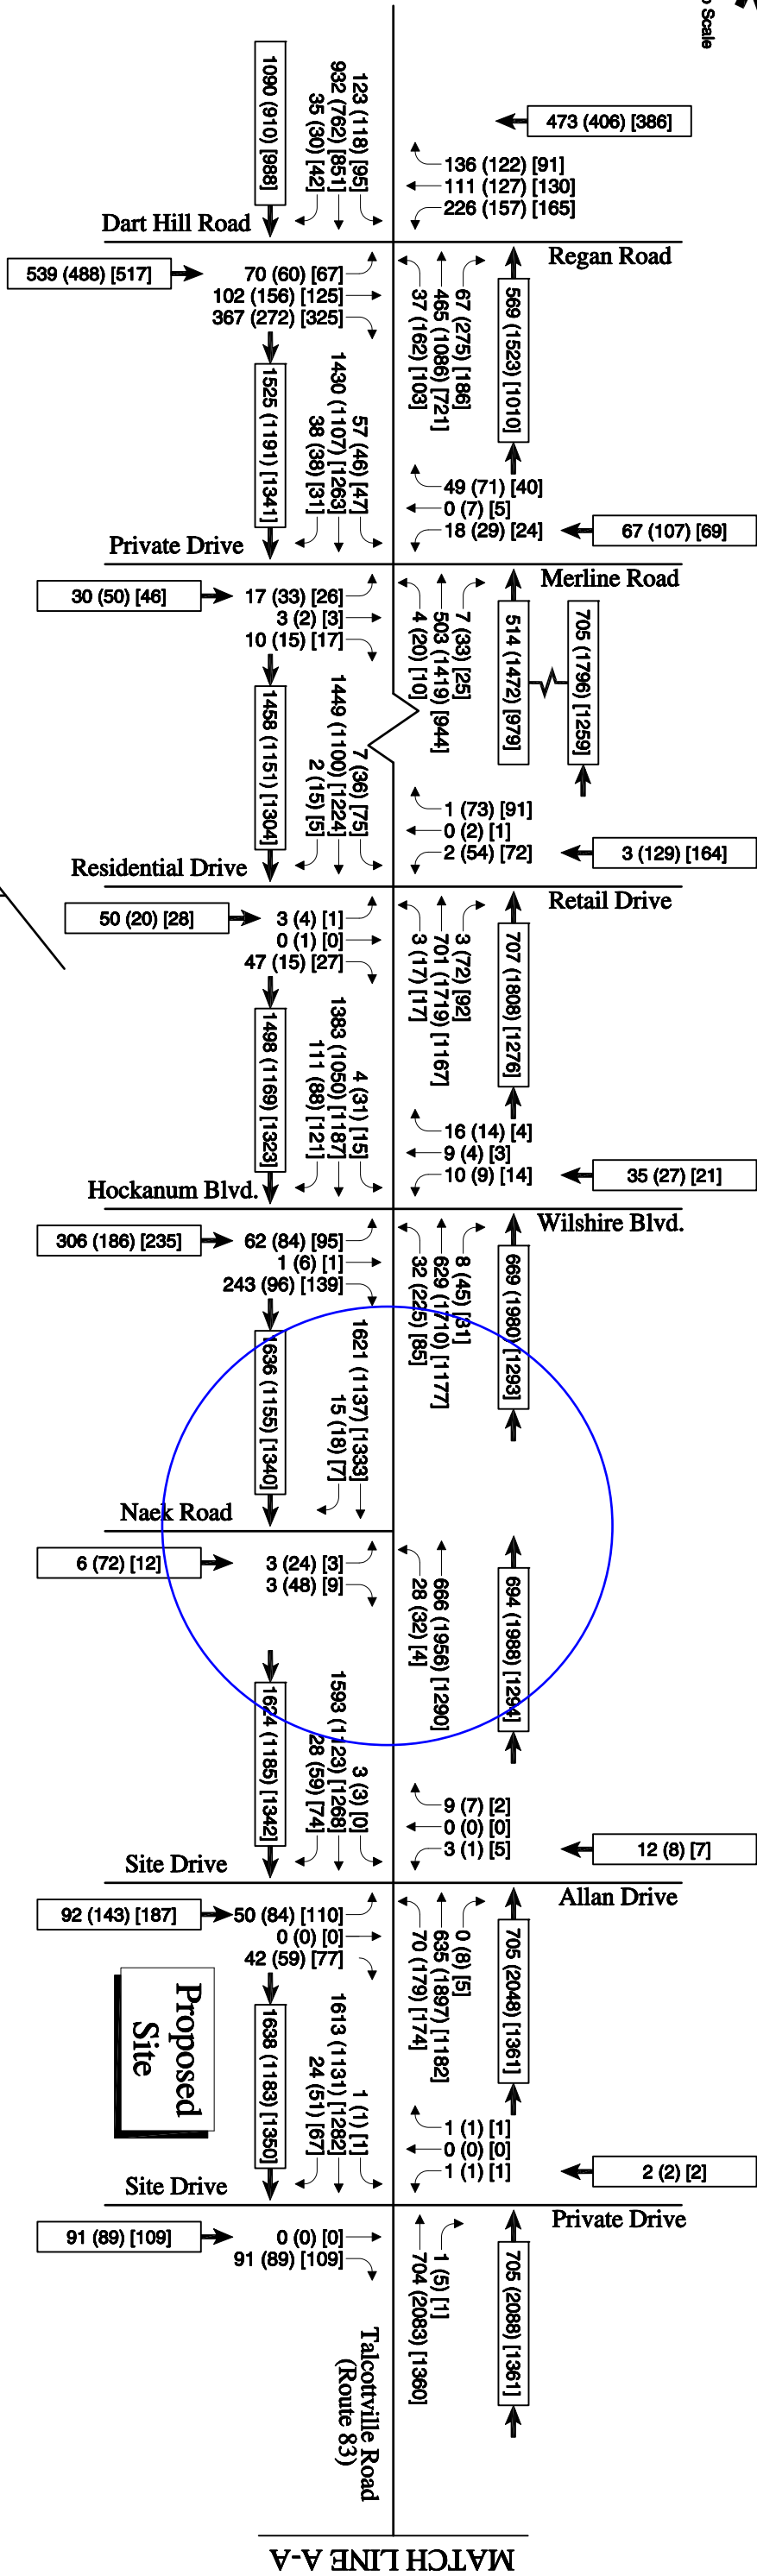 o Scale
473 (406) [386]
1090 (910) [988]
123 (118) [95]
932 (762) [851]
35 (30) [42]
136 (122) [91]
111 (127) [130]
226 (157) [165]
Dart Hill Road
Regan Road
539 (488) [517]
70 (60) [67]
102 (156) [125]
367 (272) [325]
67 (275) [186]
465 (1086) [721]
37 (162) [103]
569 (1523) [1010]
1525 (1191) [1341]
57 (46) [47]
1430 (1107) [1263]
38 (38) [31]
49 (71) [40]
0 (7) [5]
18 (29) [24]
67 (107) [69]
Private Drive
Merline Road
30 (50) [46]
17 (33) [26]
3 (2) [3]
10 (15) [17]
7 (33) [25]
503 (1419) [944]
4 (20) [10]
514 (1472) [979]
705 (1796) [1259]
1458 (1151) [1304]
7 (36) [75]
1449 (1100) [1224]
2 (15) [5]
1 (73) [91]
0 (2) [1]
2 (54) [72]
3 (129) [164]
Residential Drive
Retail Drive
50 (20) [28]
3 (4) [1]
0 (1) [0]
47 (15) [27]
3 (72) [92]
701 (1719) [1167]
3 (17) [17]
707 (1808) [1276]
1498 (1169) [1323]
4 (31) [15]
1383 (1050) [1187]
111 (88) [121]
16 (14) [4]
9 (4) [3]
10 (9) [14]
35 (27) [21]
Hockanum Blvd.
Wilshire Blvd.
306 (186) [235]
62 (84) [95]
1 (6) [1]
243 (96) [139]
8 (45) [31]
629 (1710) [1177]
32 (225) [85]
669 (1980) [1293]
1636 (1155) [1340]
1621 (1137) [1333]
15 (18) [7]
Naek Road
6 (72) [12]
3 (24) [3]
3 (48) [9]
666 (1956) [1290]
28 (32) [4]
694 (1988) [1294]
1624 (1185) [1342]
3 (3) [0]
1593 (1123) [1268]
28 (59) [74]
9 (7) [2]
0 (0) [0]
3 (1) [5]
12 (8) [7]
Site Drive
Allan Drive
92 (143) [187]
50 (84) [110]
0 (0) [0]
42 (59) [77]
0 (8) [5]
635 (1897) [1182]
70 (179) [174]
705 (2048) [1361]
Proposed
Site
1638 (1183) [1350]
1 (1) [1]
1613 (1131) [1282]
24 (51) [67]
1 (1) [1]
0 (0) [0]
1 (1) [1]
2 (2) [2]
Site Drive
Private Drive
91 (89) [109]
0 (0) [0]
91 (89) [109]
1 (5) [1]
704 (2083) [1360]
705 (2088) [1361]
Talcottville Road
(Route 83)
MATCH LINE A-A